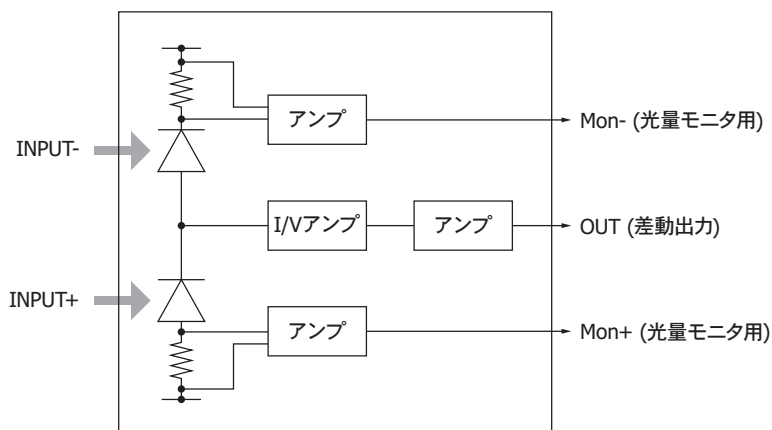 アンプ
Mon- (光量モニタ用)
INPUT-
I/Vアンプ
アンプ
OUT (差動出力)
INPUT+
アンプ
Mon+ (光量モニタ用)